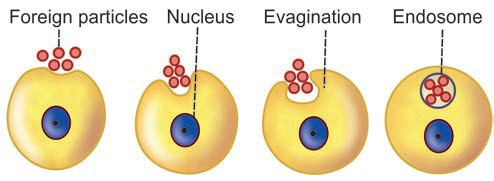 Foreign particles
Nucleus
Evagination
Endosome